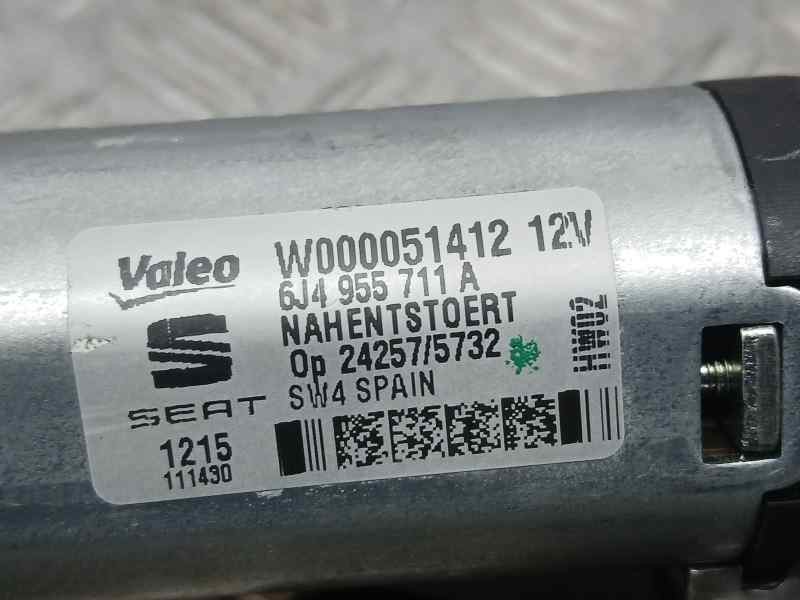 Valeo
W000051412 12V
6J4 955 711 A
NAHENTSTOERT
Op 24257/5732
SW4 SPAIN
HW02
SEAT
1215
111430